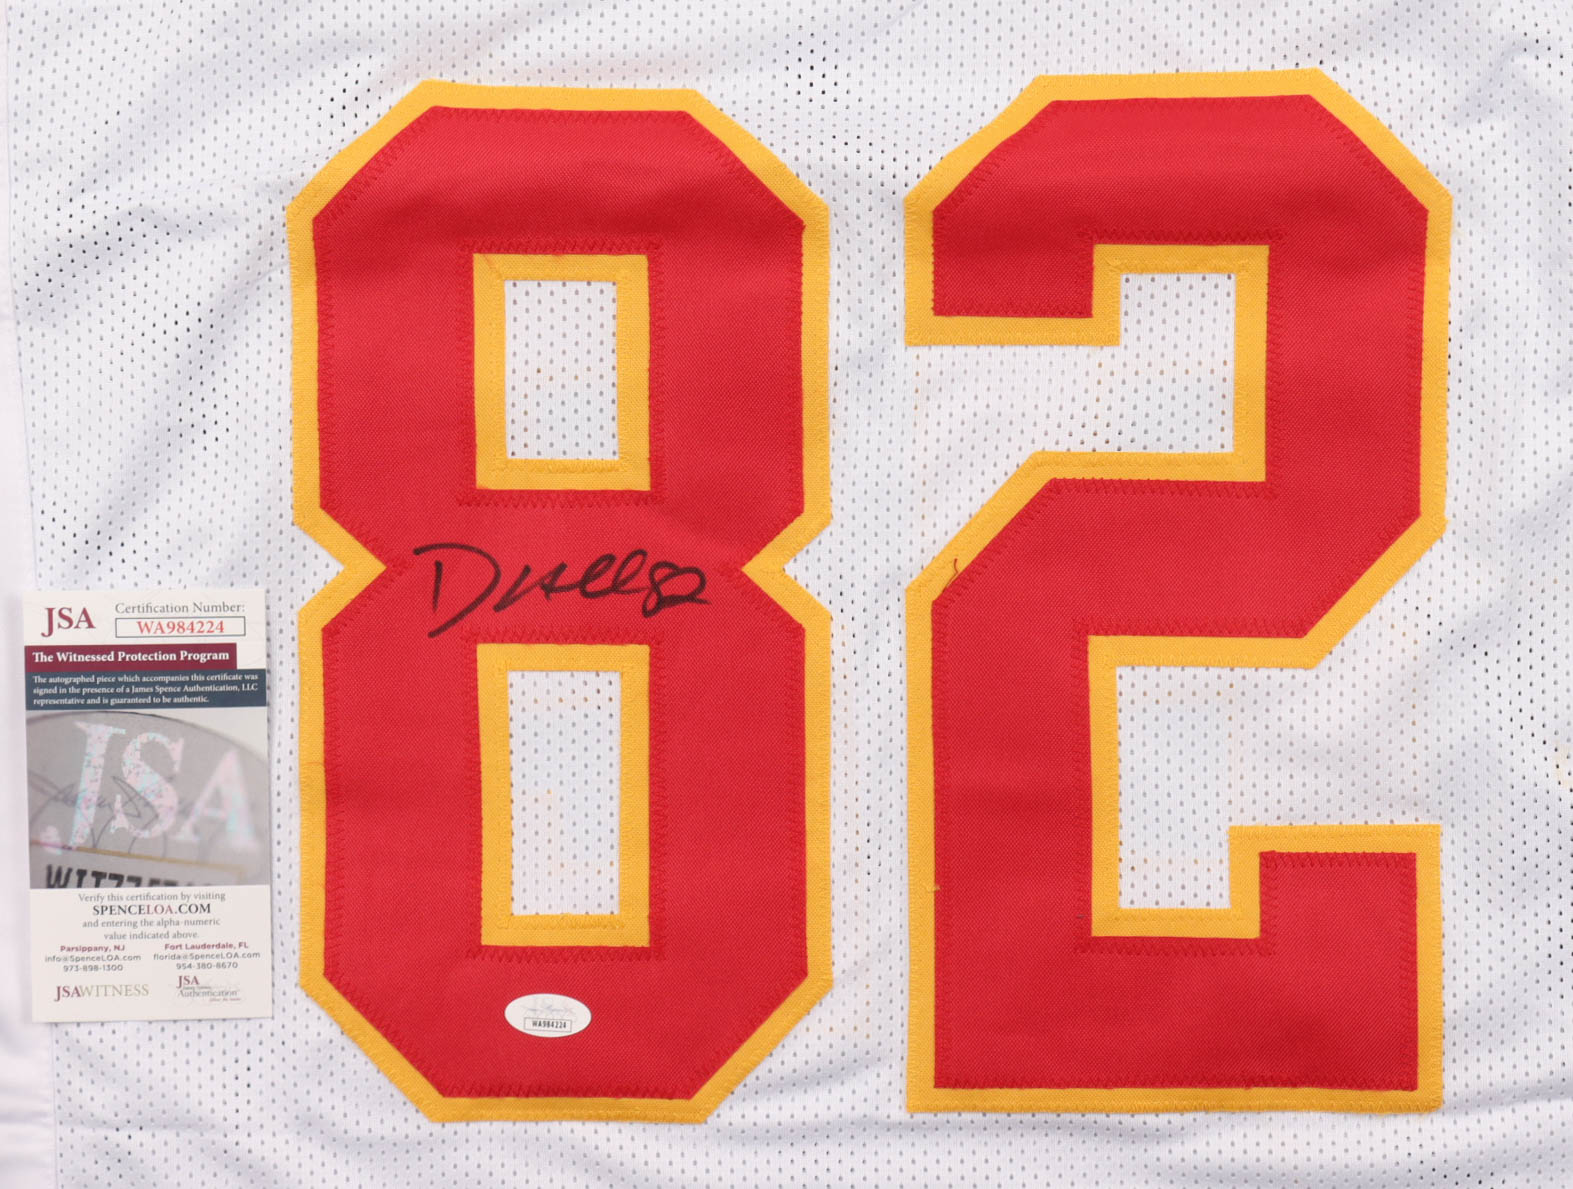 82
JSA
Certification Number:
WA984224
The Witnessed Protection Program
The autographed piece which accompanies this certificate was
signed in the presence of a James Spence Authentication, LLC
representative and is guaranteed to be authentic.
JSA
Verify this certification by visiting
SPENCELOA.COM
and entering the alpha-numeric
value indicated above.
Parsippany, NJ
info@SpenceLOA.com
973-898-1300
Fort Lauderdale, FL
florida@SpenceLOA.com
954-380-8670
JSAWITNESS
JSA
Authentication
82
WA984224